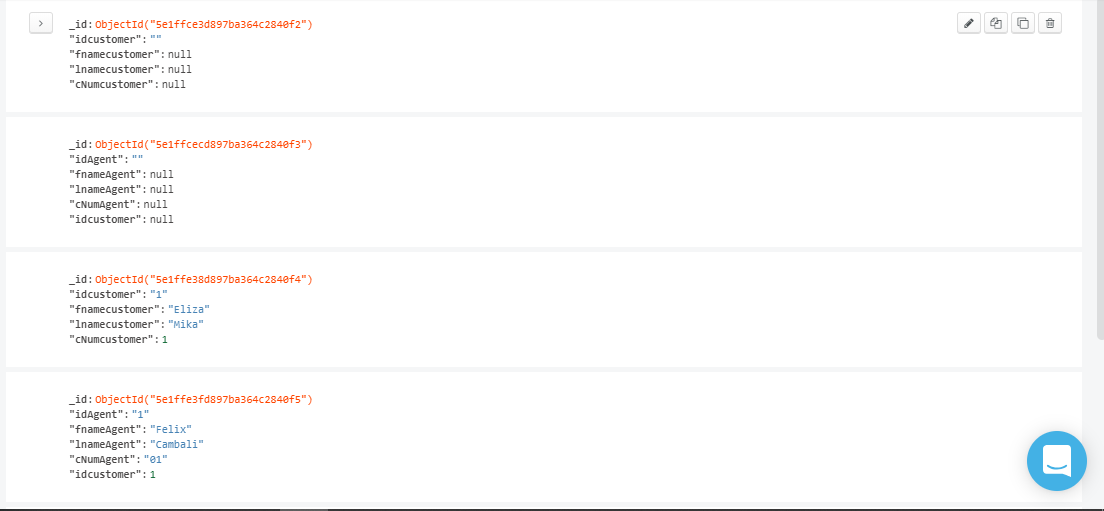 _id: ObjectId("5e1ffce3d897ba364c2840f2")
"idcustomer": ""
"fnamecustomer": null
"lnamecustomer": null
"cNumcustomer": null
_id: ObjectId("5e1ffcecd897ba364c2840f3")
"idAgent": ""
"fnameAgent": null
"lnameAgent": null
"cNumAgent": null
"idcustomer": null
_id: ObjectId("5e1ffe38d897ba364c2840f4")
"idcustomer": "1"
"fnamecustomer": "Eliza"
"lnamecustomer": "Mika"
"cNumcustomer": 1
_id: ObjectId("5e1ffe3fd897ba364c2840f5")
"idAgent": "1"
"fnameAgent": "Felix"
"lnameAgent": "Cambali"
"cNumAgent": "01"
"idcustomer": 1